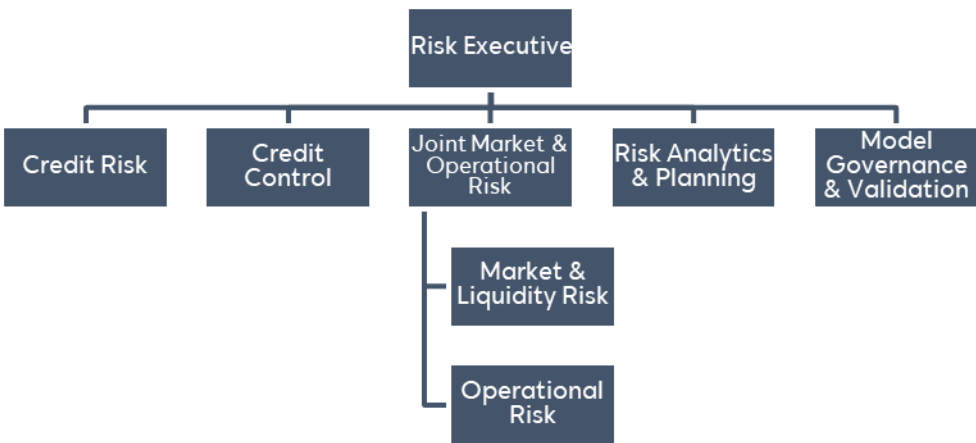 Risk Executive
Credit Risk
Credit
Control
Joint Market &
Operational
Risk
Risk Analytics
& Planning
Model
Governance
& Validation
Market &
Liquidity Risk
Operational
Risk